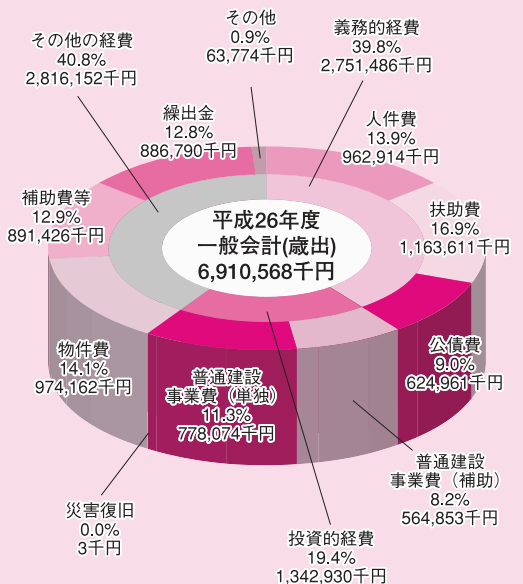 その他の経費
40.8%
2,816,152千円
その他
0.9%
63,774千円
義務的経費
39.8%
2,751,486千円
繰出金
12.8%
886,790千円
人件費
13.9%
962,914千円
補助費等
12.9%
891,426千円
扶助費
16.9%
1,163,611千円
平成26年度
一般会計(歳出)
6,910,568千円
物件費
14.1%
974,162千円
普通建設
事業費（単独）
11.3%
778,074千円
公債費
9.0%
624,961千円
普通建設
事業費（補助）
8.2%
564,853千円
災害復旧
0.0%
3千円
投資的経費
19.4%
1,342,930千円